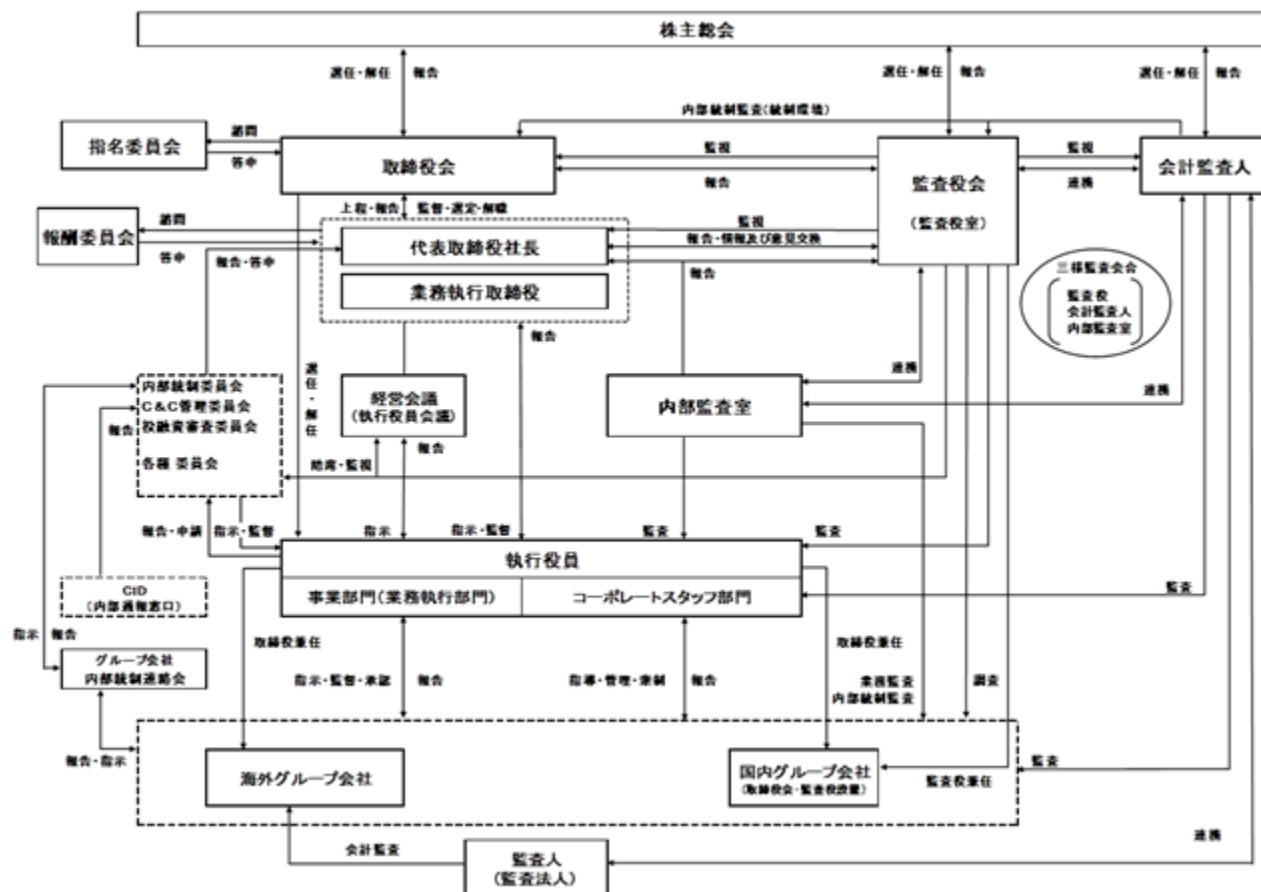 株主総会
選任・解任 報告
選任・解任 報告
選任・解任 報告
内部統制監査(統制環境)
指名委員会
諮問
答申
取締役会
監視
報告
監査役会
(監査役室)
監視
連携
会計監査人
上程・報告 監督・選定・解職
報酬委員会
諮問
答申
報告・答申
代表取締役社長
業務執行取締役
監視
報告・情報及び意見交換
報告
三様監査会合
監査役
会計監査人
内部監査室
報告
選任・解任
連携
連携
内部統制委員会
C&C管理委員会
投融資審査委員会
各種 委員会
報告
経営会議
(執行役員会議)
内部監査室
報告
陪席・監視
報告・申請 指示・監督
指示
指示・監督
監査
監査
執行役員
事業部門(業務執行部門)
コーポレートスタッフ部門
CID
(内部通報窓口)
監査
指示 報告
グループ会社
内部統制連絡会
取締役兼任
取締役兼任
指示・監督・承認 報告
指導・管理・牽制 報告
業務監査
内部統制監査
調査
報告・指示
海外グループ会社
国内グループ会社
(取締役会・監査役設置)
監査役兼任
監査
会計監査
監査人
(監査法人)
連携